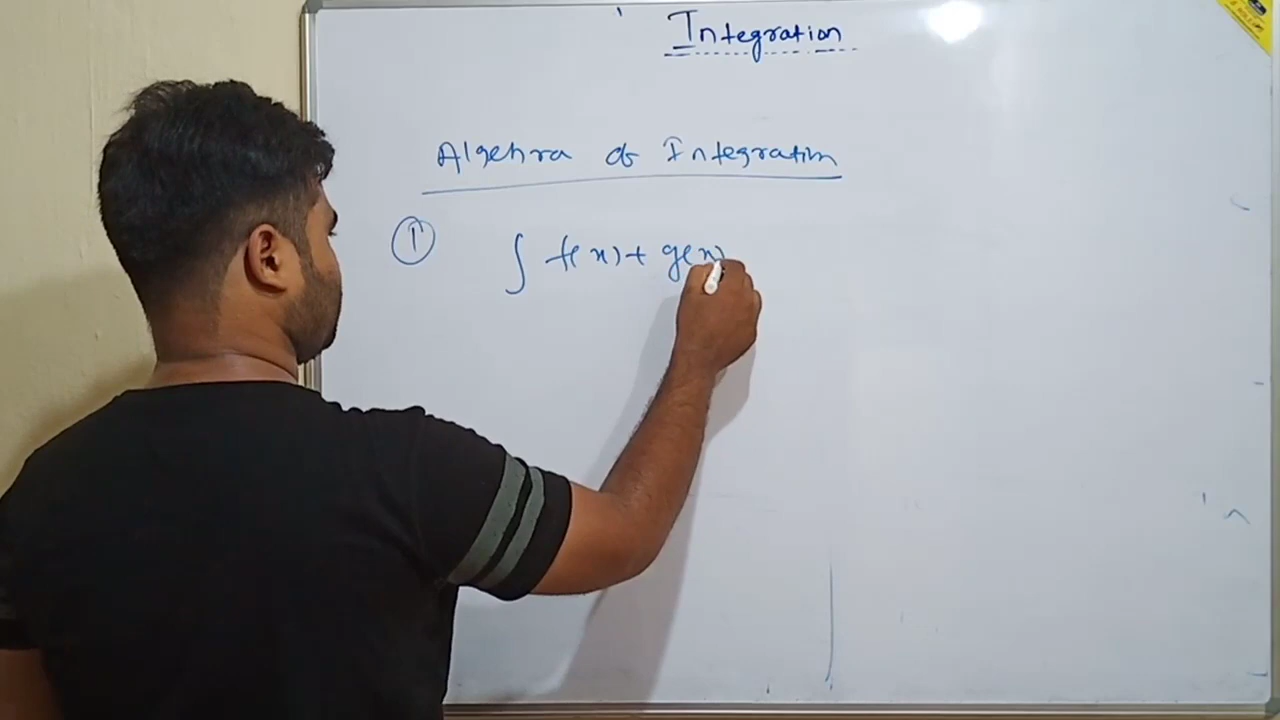 Integration
Algebra of Integration
① ∫ f(x) + g(x)